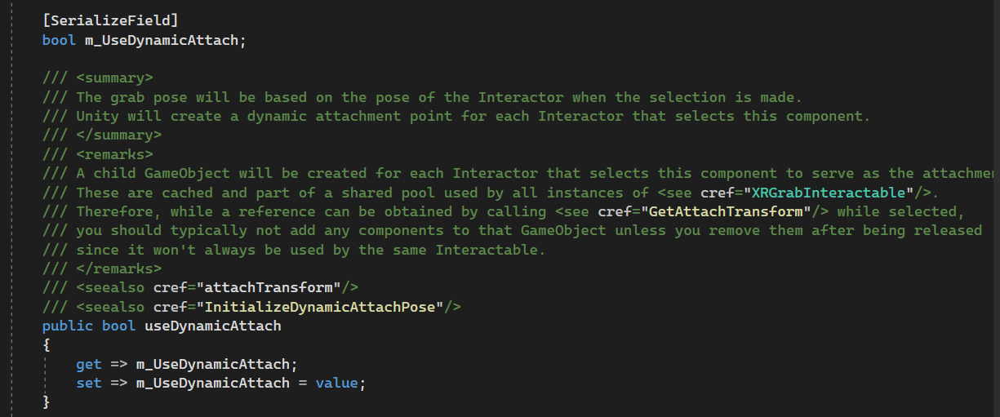 [SerializeField]
bool m_UseDynamicAttach;
/// <summary>
/// The grab pose will be based on the pose of the Interactor when the selection is made.
/// Unity will create a dynamic attachment point for each Interactor that selects this component.
/// </summary>
/// <remarks>
/// A child GameObject will be created for each Interactor that selects this component to serve as the attachme
/// These are cached and part of a shared pool used by all instances of <see cref="XRGrabInteractable"/>.
/// Therefore, while a reference can be obtained by calling <see cref="GetAttachTransform"/> while selected,
/// you should typically not add any components to that GameObject unless you remove them after being released
/// since it won't always be used by the same Interactable.
/// </remarks>
/// <seealso cref="attachTransform"/>
/// <seealso cref="InitializeDynamicAttachPose"/>
public bool useDynamicAttach
{
get => m_UseDynamicAttach;
set => m_UseDynamicAttach = value;
}